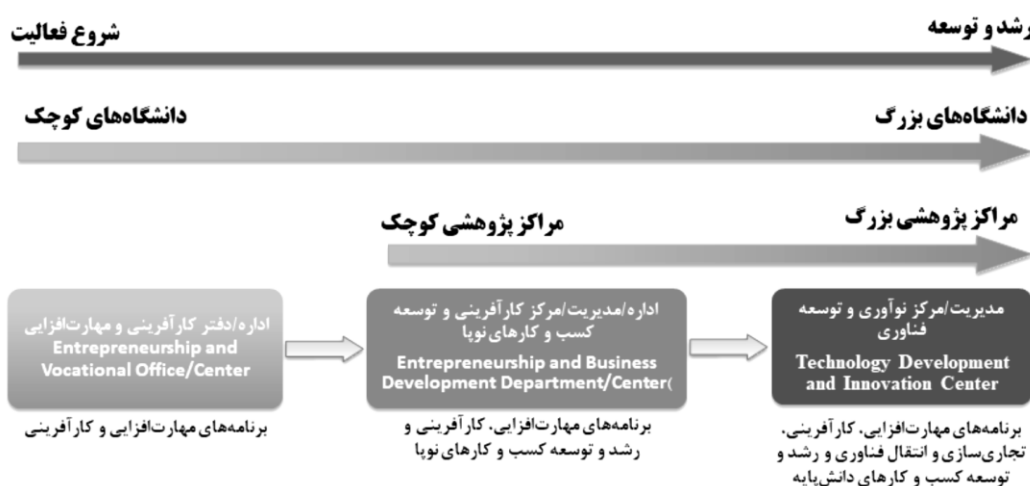 شروع فعالیت
رشد و توسعه
دانشگاه‌های کوچک
دانشگاه‌های بزرگ
مراکز پژوهشی کوچک
مراکز پژوهشی بزرگ
اداره/دفتر کارآفرینی و مهارت‌افزایی
Entrepreneurship and
Vocational Office/Center
برنامه‌های مهارت‌افزایی و کارآفرینی
اداره/مدیریت/مرکز کارآفرینی و توسعه
کسب و کارهای نوپا
Entrepreneurship and Business
Development Department/Center(
برنامه‌های مهارت‌افزایی، کارآفرینی و
رشد و توسعه کسب و کارهای نوپا
مدیریت/مرکز نوآوری و توسعه
فناوری
Technology Development
and Innovation Center
برنامه‌های مهارت‌افزایی، کارآفرینی،
تجاری‌سازی و انتقال فناوری و رشد و
توسعه کسب و کارهای دانش‌پایه